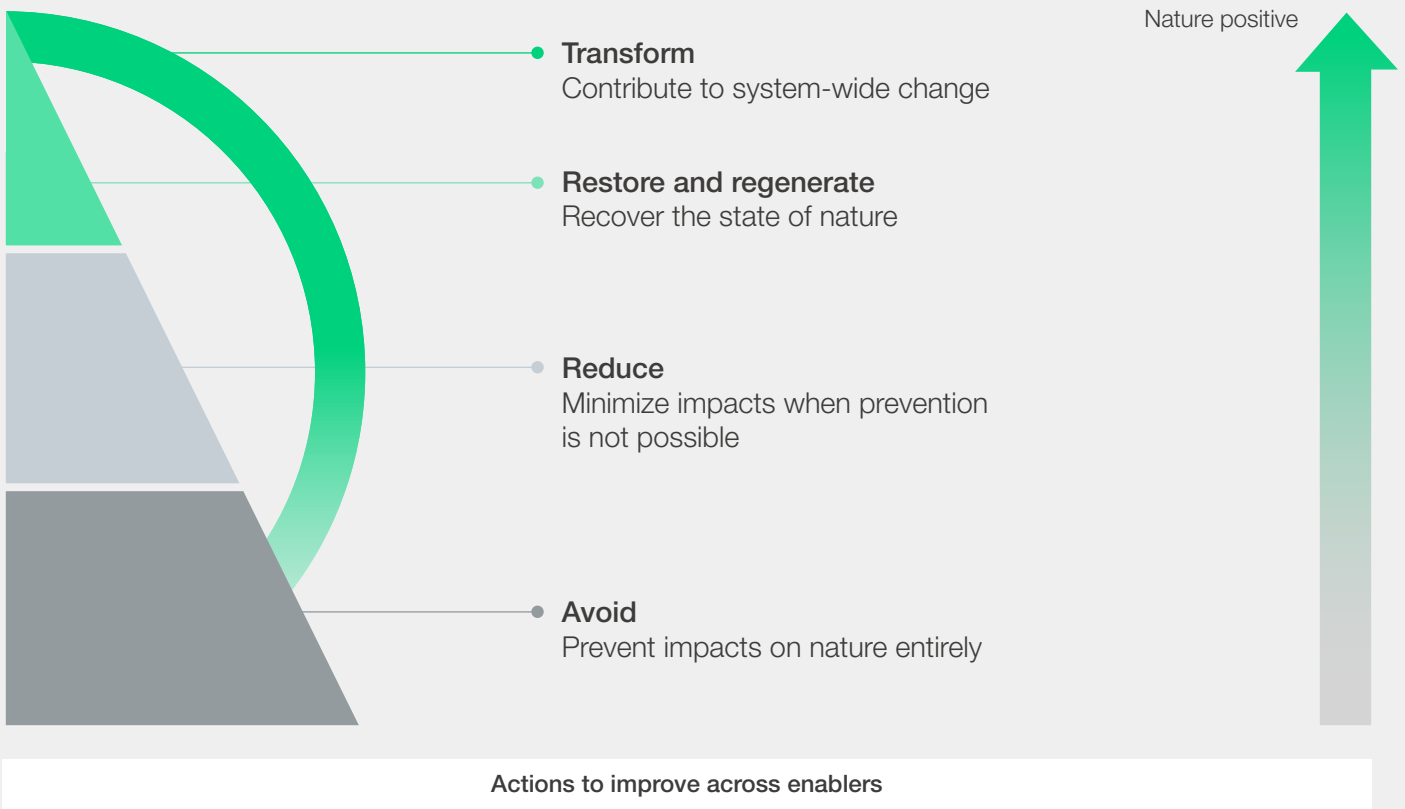 Nature positive
Transform
Contribute to system-wide change
Restore and regenerate
Recover the state of nature
Reduce
Minimize impacts when prevention
is not possible
Avoid
Prevent impacts on nature entirely
Actions to improve across enablers